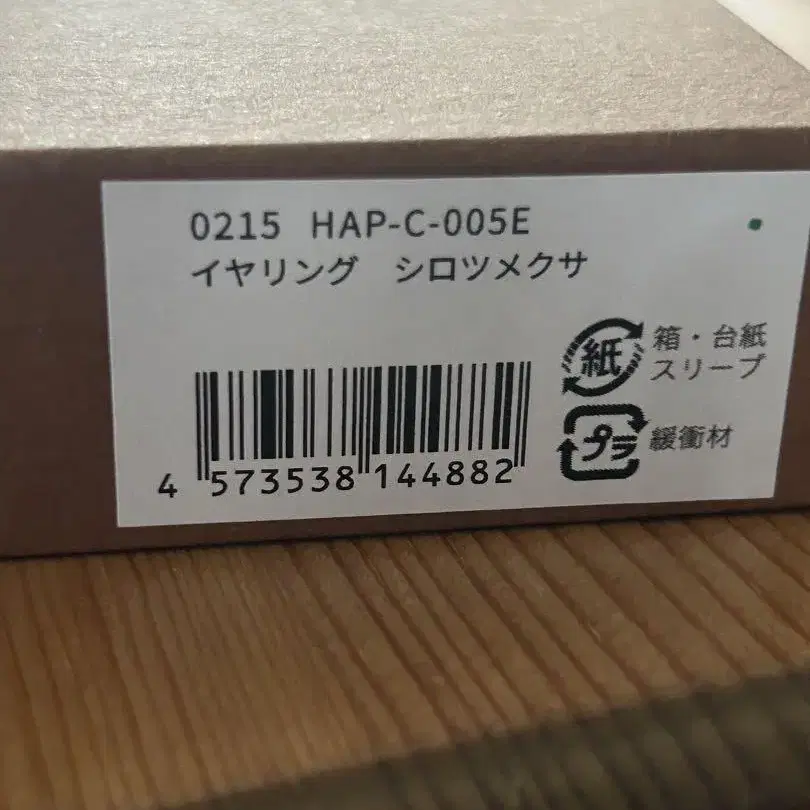 0215 HAP-C-005E
イヤリング シロツメクサ
紙 箱・台紙
スリーブ
プラ 緩衝材
4 573538 144882